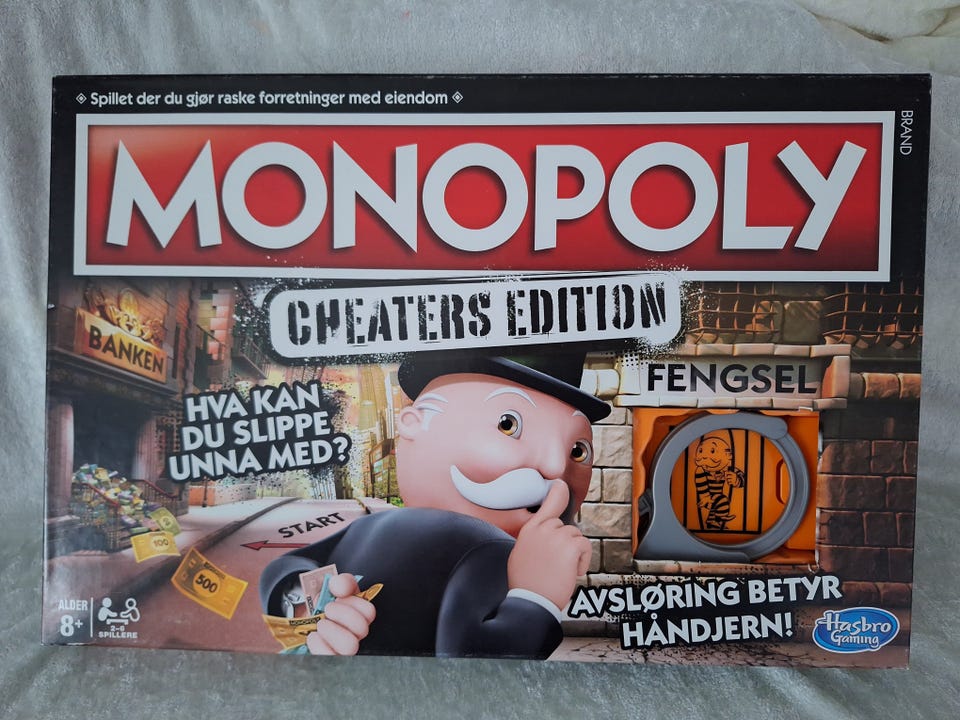 Spillet der du gjør raske forretninger med eiendom
BRAND
MONOPOLY
CHEATERS EDITION
BANKEN
FENGSEL
HVA KAN
DU SLIPPE
UNNA MED?
START
100
500
MONOPOLY
AVSLØRING BETYR
HÅNDJERN!
ALDER
8+
2-6
SPILLERE
Hasbro
Gaming